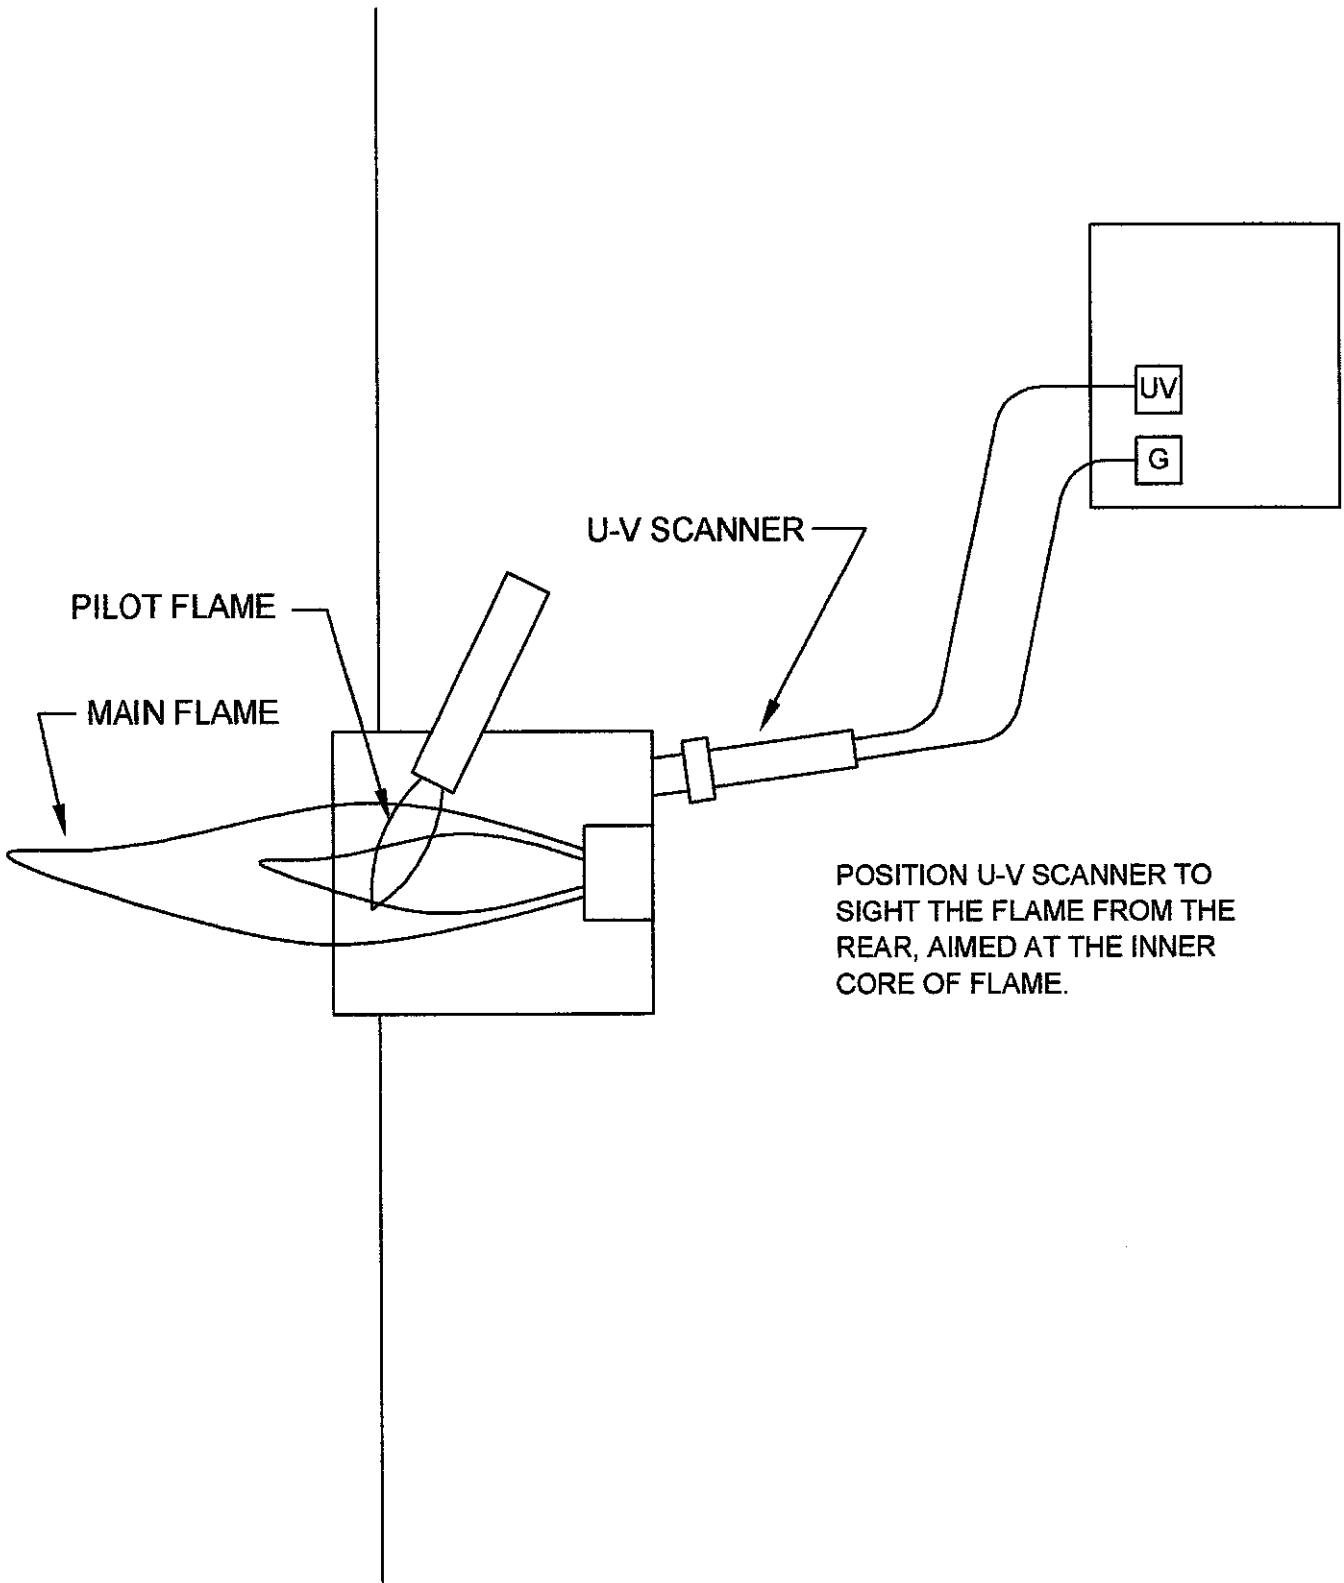 UV
G
U-V SCANNER
PILOT FLAME
MAIN FLAME
POSITION U-V SCANNER TO
SIGHT THE FLAME FROM THE
REAR, AIMED AT THE INNER
CORE OF FLAME.